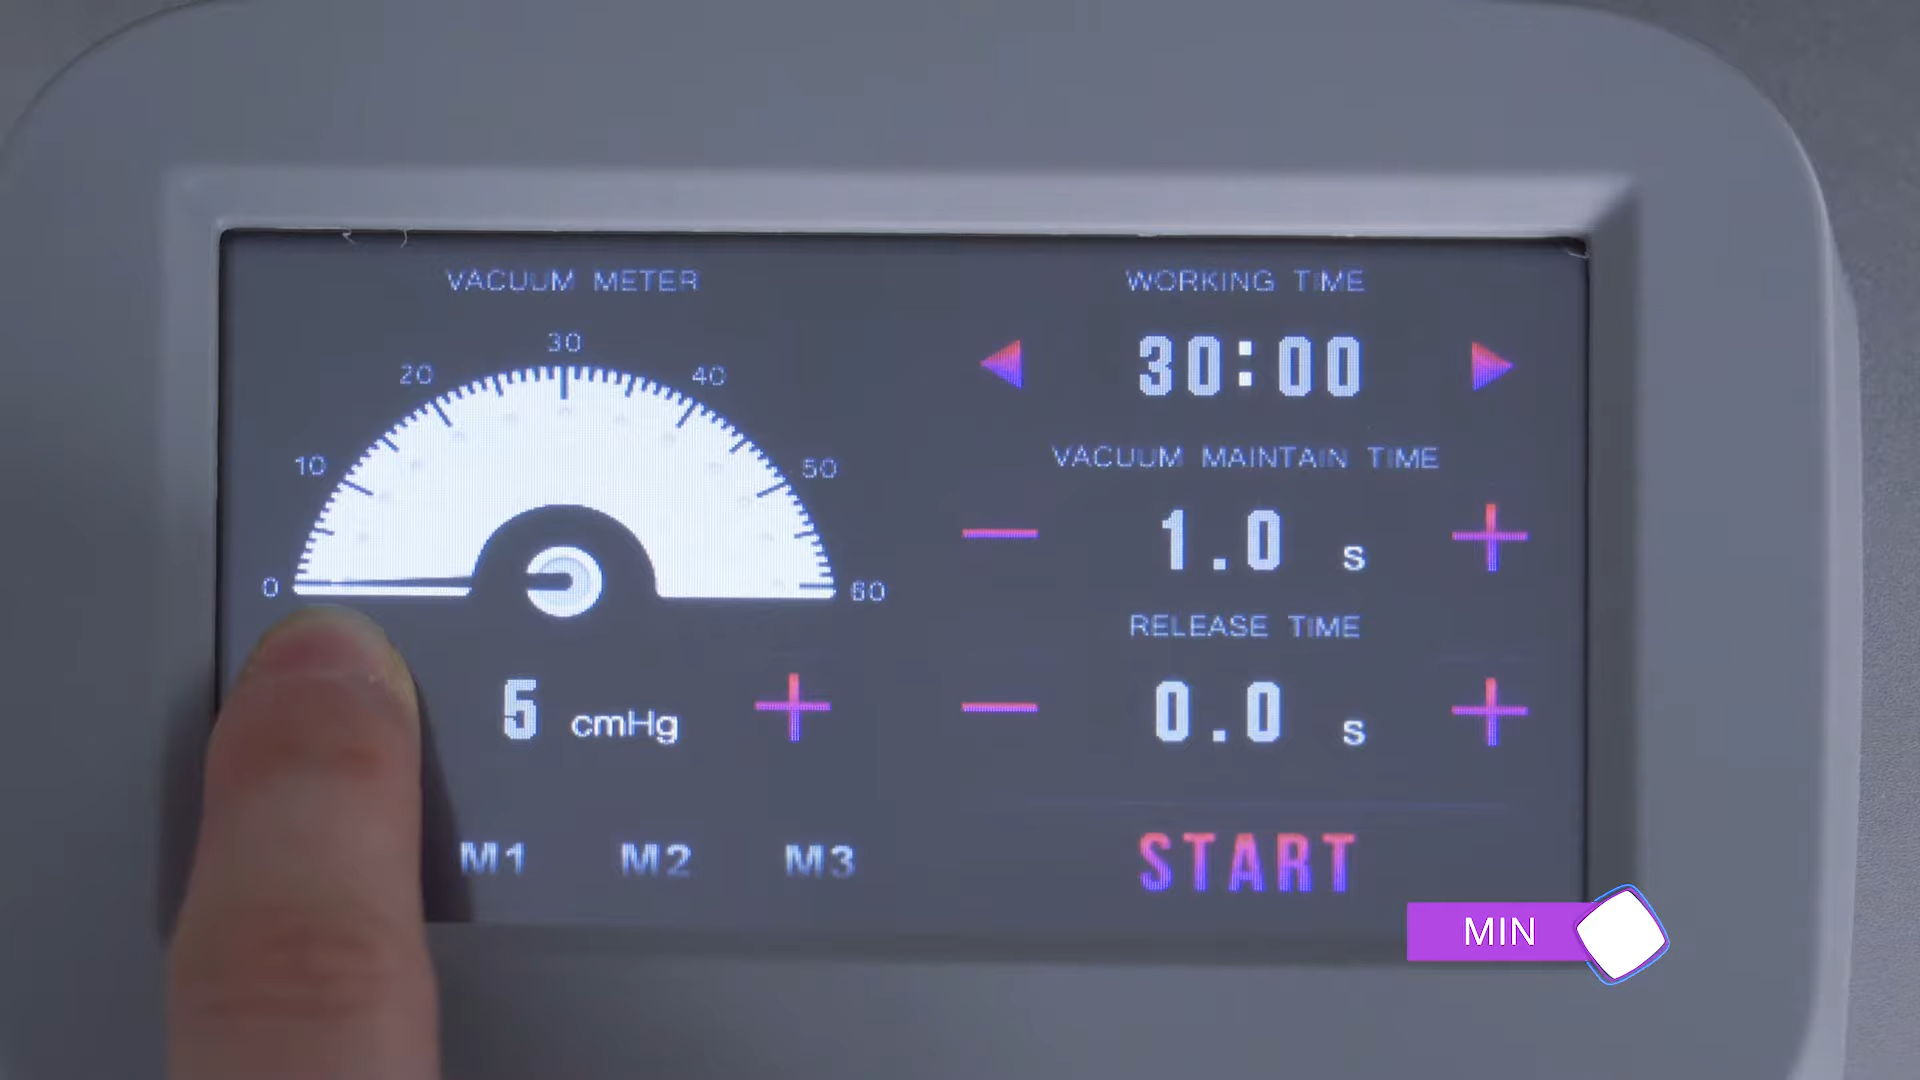 VACUUM METER
0
10
20
30
40
50
60
5 cmHg
M1 M2 M3
WORKING TIME
30:00
VACUUM MAINTAIN TIME
1.0 s
RELEASE TIME
0.0 s
START
MIN